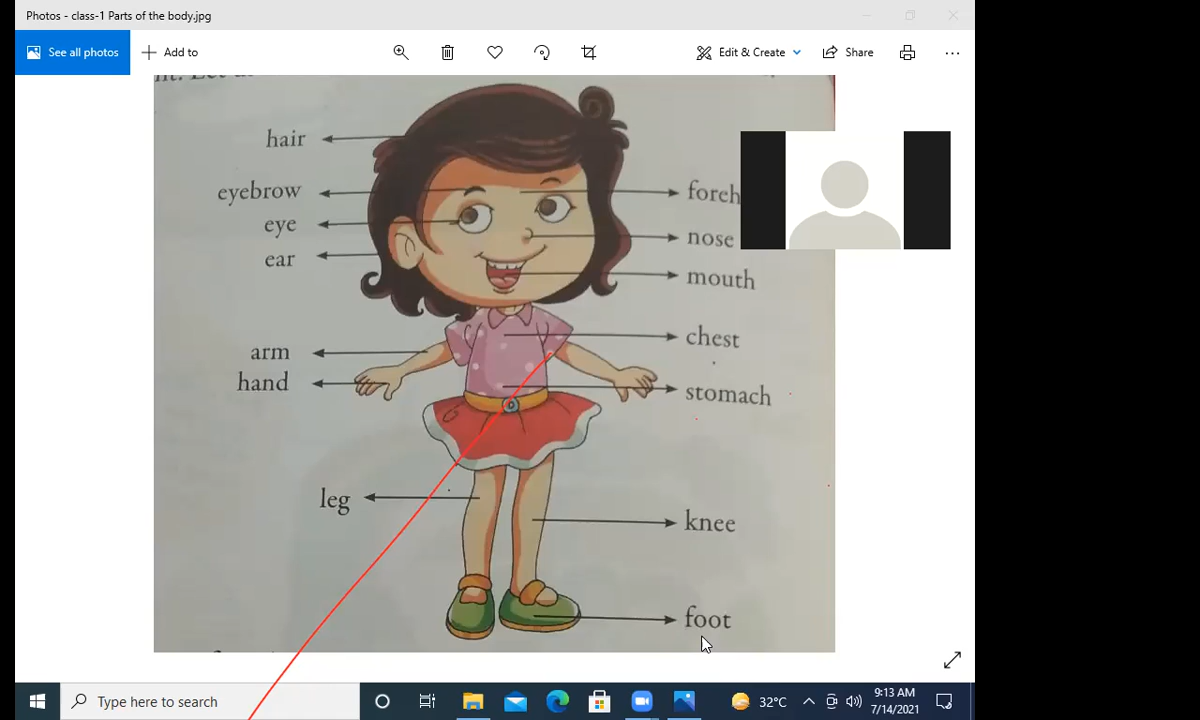 Photos - class-1 Parts of the body.jpg
See all photos
Add to
Edit & Create
Share
hair
eyebrow
eye
ear
arm
hand
leg
foreh
nose
mouth
chest
stomach
knee
foot
Type here to search
32°C
9:13 AM
7/14/2021